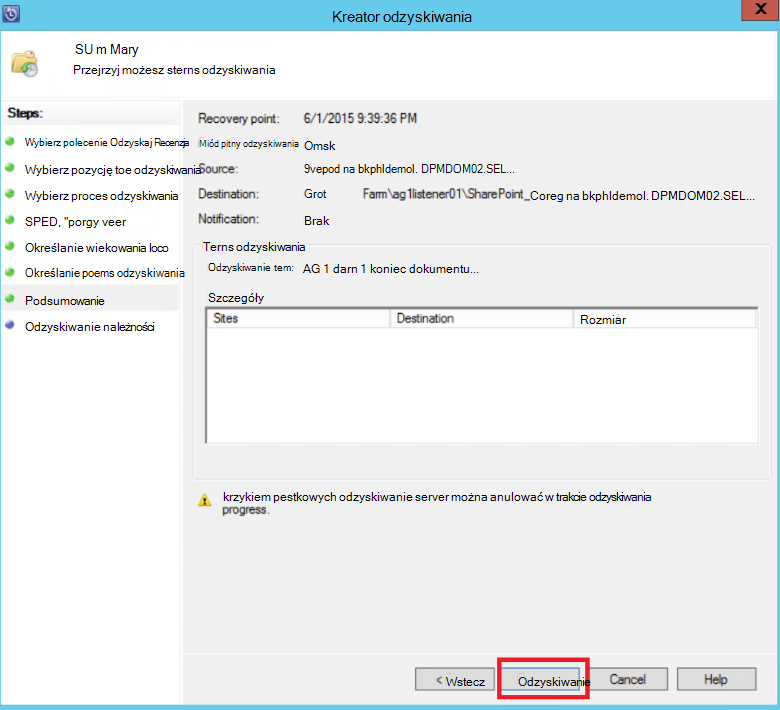 Kreator odzyskiwania
X
SU m Mary
Przejrzyj możesz sterns odzyskiwania
Steps:
Wybierz polecenie Odzyskaj Recenzja
Wybierz pozycję toe odzyskiwania
Wybierz proces odzyskiwania
SPED, "porgy veer
Określanie wiekowania loco
Określanie poems odzyskiwania
Podsumowanie
Odzyskiwanie należności
Recovery point: 6/1/2015 9:39:36 PM
Miód pitny odzyskiwania Omsk
Source: 9vepod na bkphldemol. DPMDOM02.SEL...
Destination: Grot Farm\ag1listener01\SharePoint_Coreg na bkphldemol. DPMDOM02.SEL...
Notification: Brak
Terns odzyskiwania
Odzyskiwanie tem: AG 1 darn 1 koniec dokumentu...
Szczegóły
Sites Destination Rozmiar
krzykiem pestkowych odzyskiwanie server można anulować w trakcie odzyskiwania
progress.
< Wstecz Odzyskiwanie Cancel Help